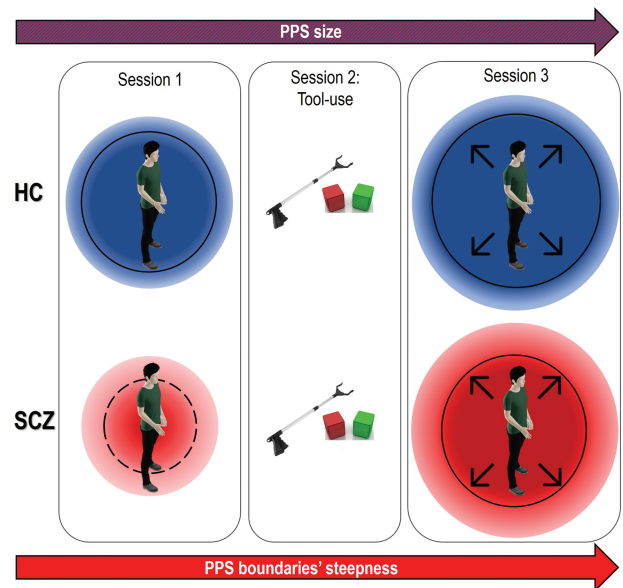 PPS size
Session 1
Session 2:
Tool-use
Session 3
HC
SCZ
PPS boundaries' steepness